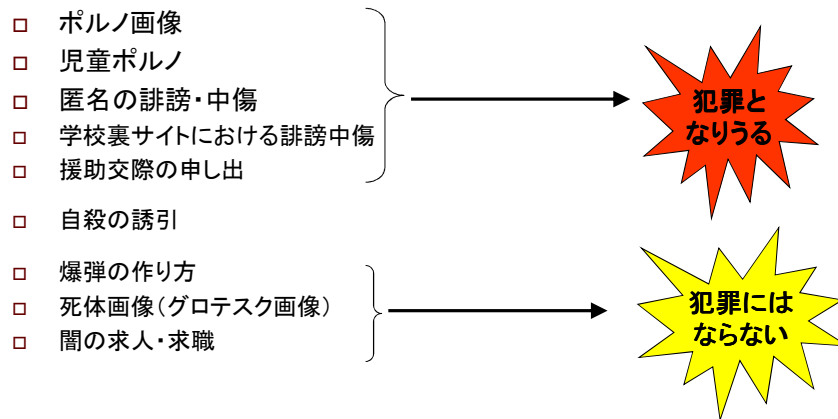 ポルノ画像
児童ポルノ
匿名の誹謗・中傷
学校裏サイトにおける誹謗中傷
援助交際の申し出
自殺の誘引
爆弾の作り方
死体画像(グロテスク画像)
闇の求人・求職
犯罪と
なりうる
犯罪には
ならない